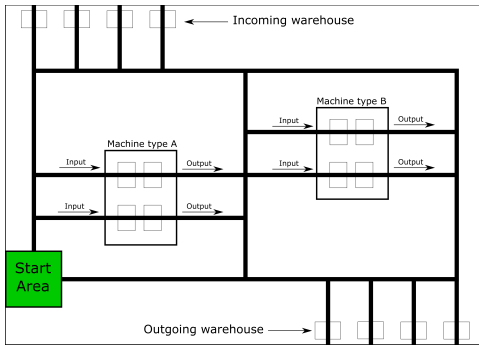 Incoming warehouse
Machine type B
Input
Output
Machine type A
Input
Output
Input
Output
Input
Output
Start
Area
Outgoing warehouse